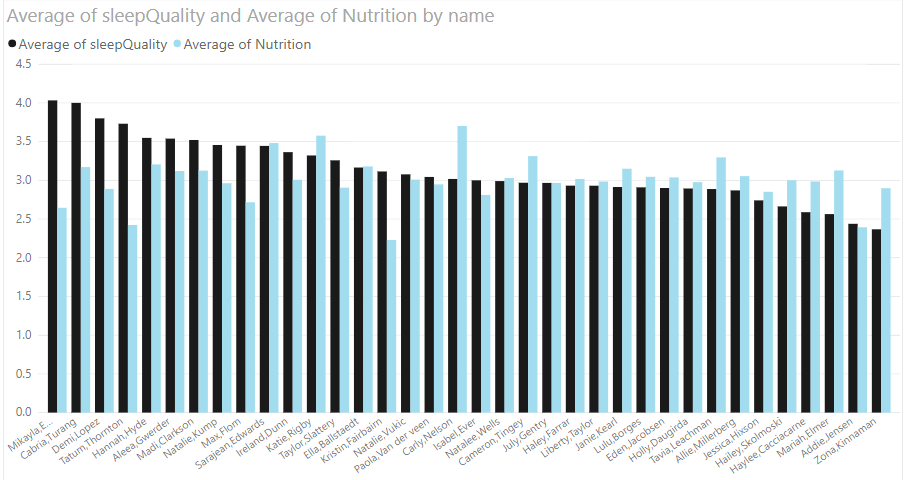 Average of sleepQuality and Average of Nutrition by name
Average of sleepQuality Average of Nutrition
4.5
4.0
3.5
3.0
2.5
2.0
1.5
1.0
0.5
0.0
Mikayla,E...
Cabria,Turang
Demi,Lopez
Tatum,Thornton
Hannah,Hyde
Aleea,Gwerder
Madi,Clarkson
Natalie,Kump
Max,Flom
Sarajean,Edwards
Ireland,Dunn
Katie,Rigby
Taylor,Slattery
Ella,Ballstaedt
Kristin,Fairbairn
Natalie,Vukic
Paola,Van der veen
Carly,Nelson
Isabel,Ever
Natalee,Wells
Cameron,Tingey
July,Gentry
Haley,Farrar
Liberty,Taylor
Janie,Kearl
Lulu,Borges
Eden,Jacobsen
Holly,Daugirda
Tavia,Leachman
Allie,Millerberg
Jessica,Hixson
Hailey,Skolmoski
Haylee,Cacciacarne
Mariah,Elmer
Addie,Jensen
Zona,Kinnaman